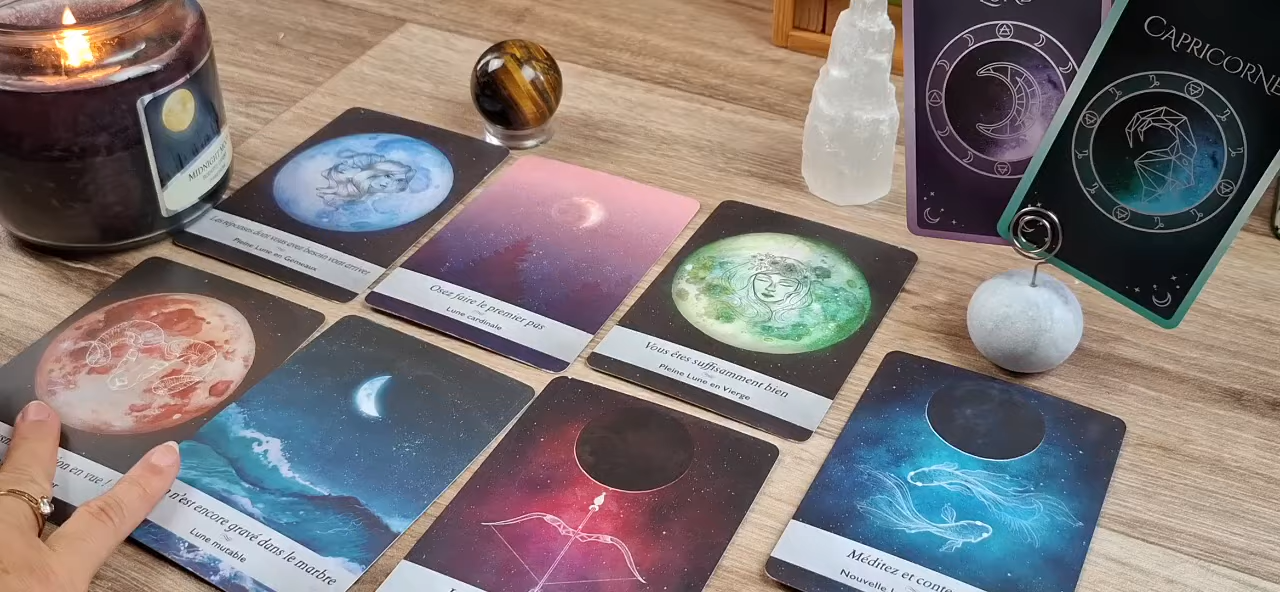 MIDNIGHT
CAPRICORNE
Les réponses dont vous avez besoin vont arriver
Pleine Lune en Gémeaux
Osez faire le premier pas
Lune cardinale
Vous êtes suffisamment bien
Pleine Lune en Vierge
en vue !
n'est encore gravé dans le marbre
Lune mutable
Méditez et
Nouvelle